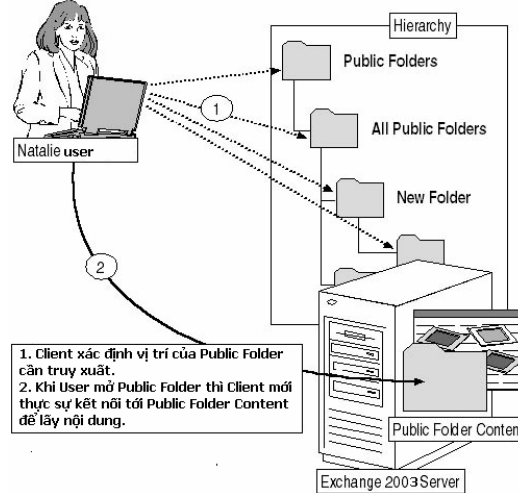 Hierarchy
Public Folders
1
All Public Folders
Natalie user
New Folder
2
1. Client xác định vị trí của Public Folder
cần truy xuất.
2. Khi User mở Public Folder thì Client mới
thực sự kết nối tới Public Folder Content
để lấy nội dung.
Public Folder Conten
Exchange 2003 Server